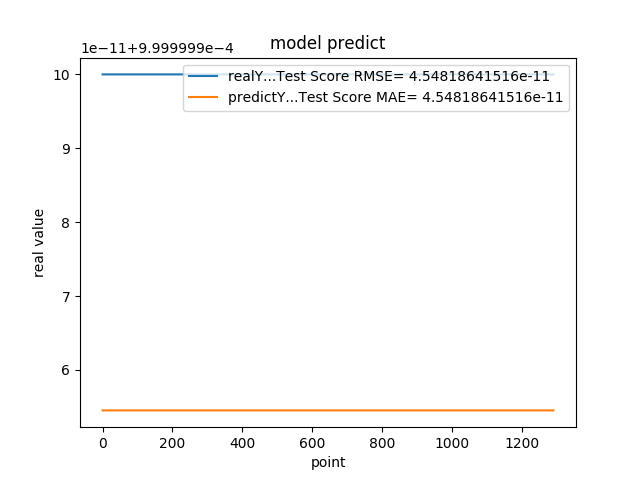 model predict
1e−11+9.999999e−4
realY...Test Score RMSE= 4.54818641516e-11
predictY...Test Score MAE= 4.54818641516e-11
10
9
8
7
6
real value
0 200 400 600 800 1000 1200
point